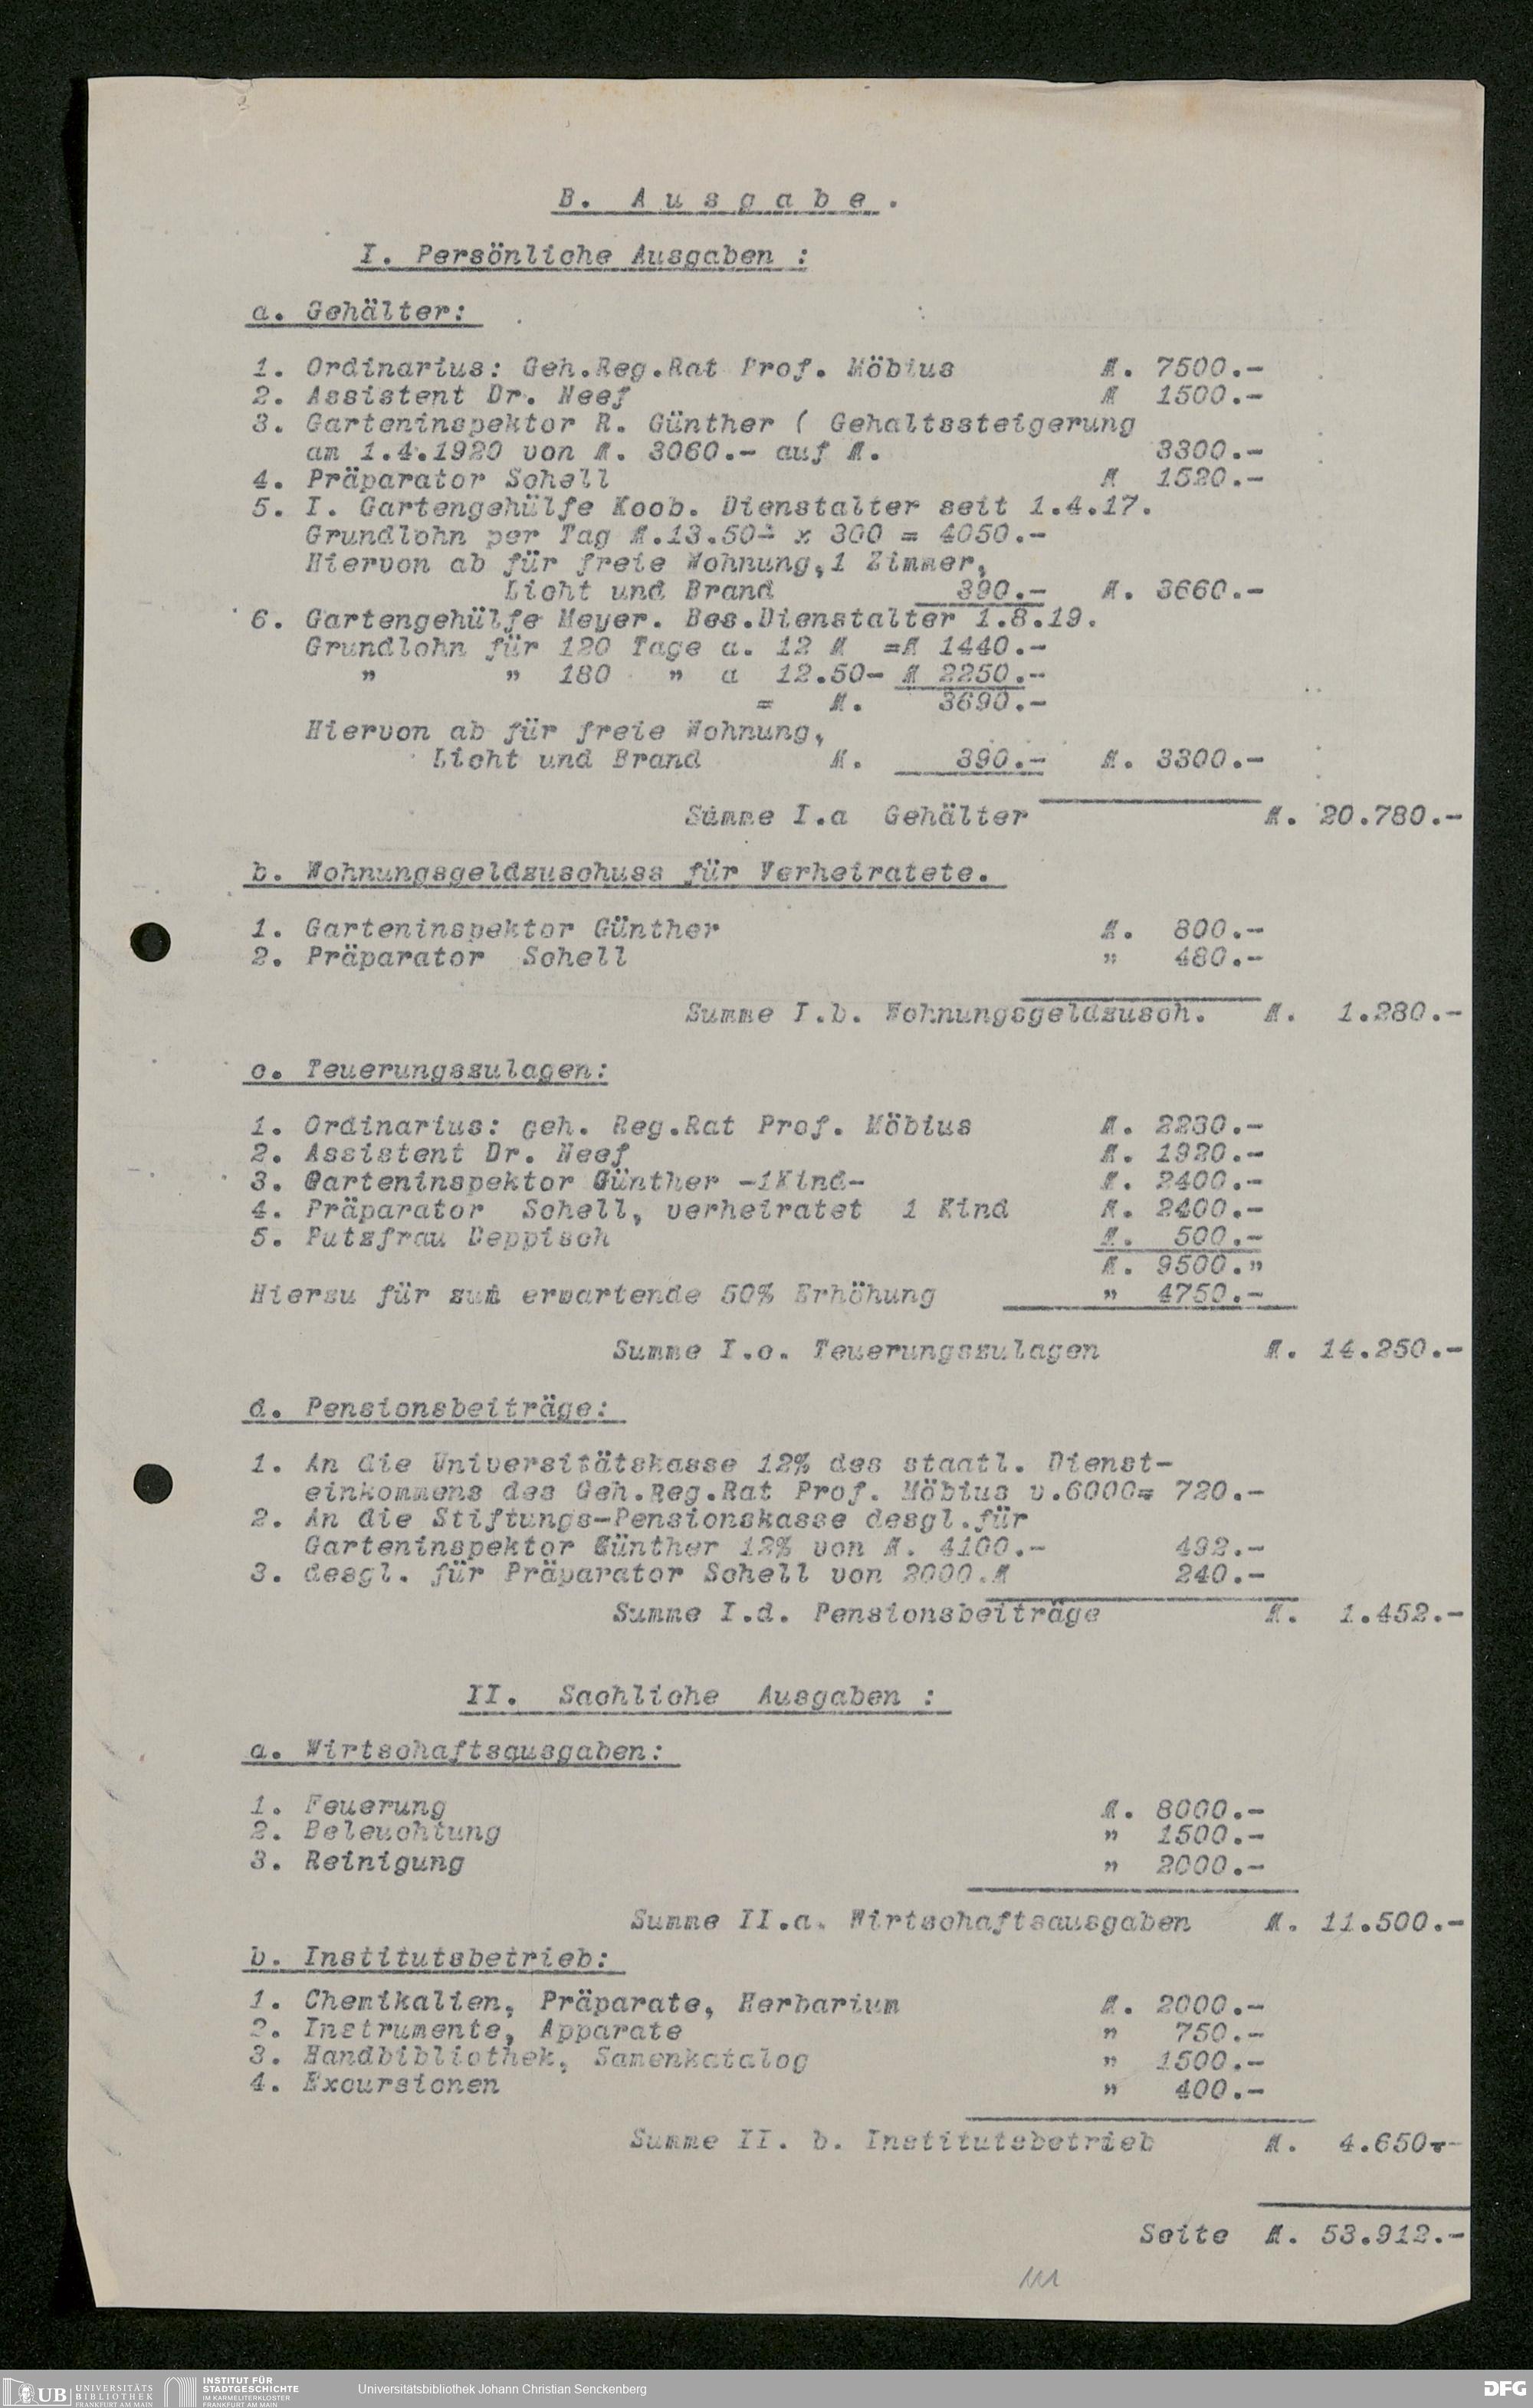 B. A u s g a b e .
I. Persönliche Ausgaben :
a. Gehälter:
1. Ordinarius: Geh.Reg.Rat Prof. Möbius M. 7500.-
2. Assistent Dr. Neef M 1500.-
3. Garteninspektor R. Günther ( Gehaltssteigerung
am 1.4.1920 von M. 3060.- auf M. 3300.-
4. Präparator Schell M 1520.-
5. I. Gartengehülfe Koob. Dienstalter seit 1.4.17.
Grundlohn per Tag M.13.50- x 300 = 4050.-
Hiervon ab für freie Wohnung,1 Zimmer,
Licht und Brand 390.- M. 3660.-
6. Gartengehülfe Meyer. Bes.Dienstalter 1.8.19.
Grundlohn für 120 Tage a. 12 M =M 1440.-
" " 180 " a 12.50- M 2250.-
= M. 3690.-
Hiervon ab für freie Wohnung,
Licht und Brand M. 390.- M. 3300.-
Summe I.a Gehälter M. 20.780.-
b. Wohnungsgeldzuschuss für Verheiratete.
1. Garteninspektor Günther M. 800.-
2. Präparator Schell " 480.-
Summe I.b. Wohnungsgeldzusch. M. 1.280.-
c. Teuerungszulagen:
1. Ordinarius: geh. Reg.Rat Prof. Möbius M. 2230.-
2. Assistent Dr. Neef M. 1920.-
3. Garteninspektor Günther -1Kind- M. 2400.-
4. Präparator Schell, verheiratet 1 Kind M. 2400.-
5. Putzfrau Deppisch M. 500.-
M. 9500."
Hierzu für zum erwartende 50% Erhöhung " 4750.-
Summe I.c. Teuerungszulagen M. 14.250.-
d. Pensionsbeiträge:
1. An die Universitätskasse 12% des staatl. Dienst-
einkommens des Geh.Reg.Rat Prof. Möbius v.6000= 720.-
2. An die Stiftungs-Pensionskasse desgl.für
Garteninspektor Günther 12% von M. 4100.- 492.-
3. desgl. für Präparator Schell von 2000.M 240.-
Summe I.d. Pensionsbeiträge M. 1.452.-
II. Sachliche Ausgaben :
a. Wirtschaftsausgaben:
1. Feuerung M. 8000.-
2. Beleuchtung " 1500.-
3. Reinigung " 2000.-
Summe II.a. Wirtschaftsausgaben M. 11.500.-
b. Institutsbetrieb:
1. Chemikalien, Präparate, Herbarium M. 2000.-
2. Instrumente, Apparate " 750.-
3. Handbibliothek, Samenkatalog " 1500.-
4. Excursionen " 400.-
Summe II. b. Institutsbetrieb M. 4.650.-
Seite M. 53.912.-
UB UNIVERSITÄTS BIBLIOTHEK FRANKFURT AM MAIN
INSTITUT FÜR STADTGESCHICHTE IM KARMELITERKLOSTER FRANKFURT AM MAIN
Universitätsbibliothek Johann Christian Senckenberg
DFG